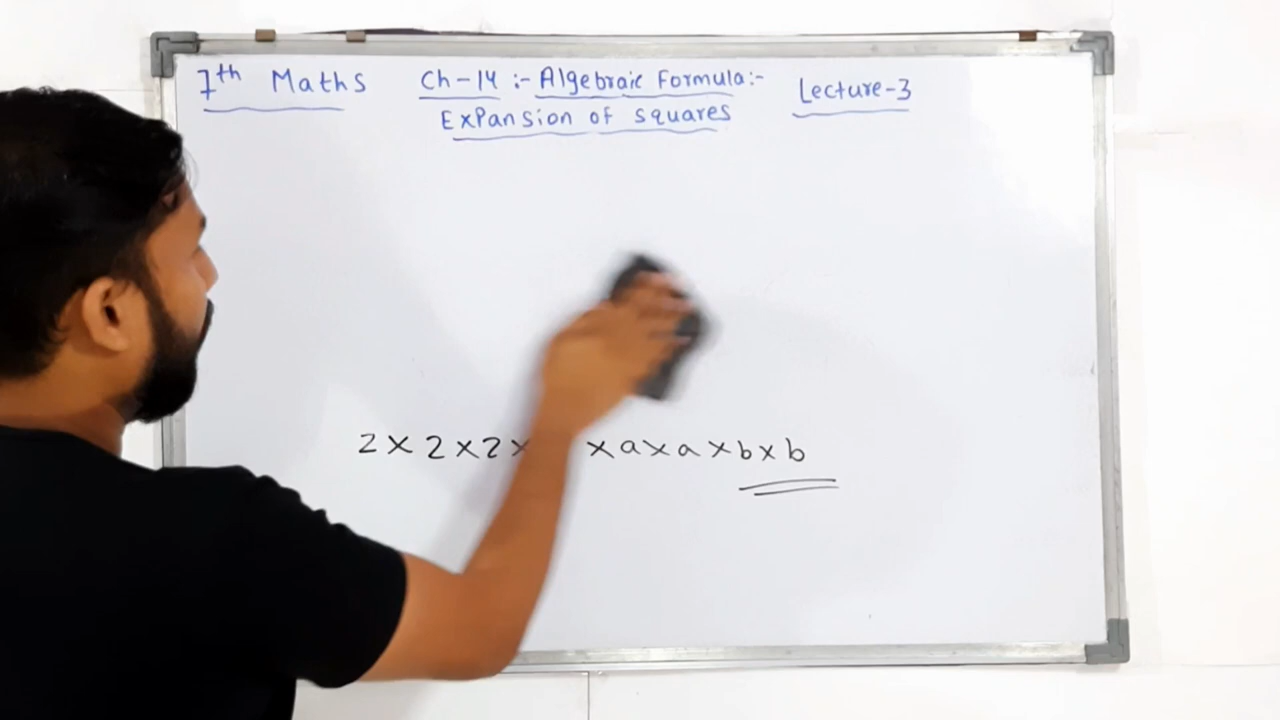 7th Maths Ch-14 :- Algebraic Formula:- Lecture-3
Expansion of squares
2 × 2 × 2 × × a × a × b × b